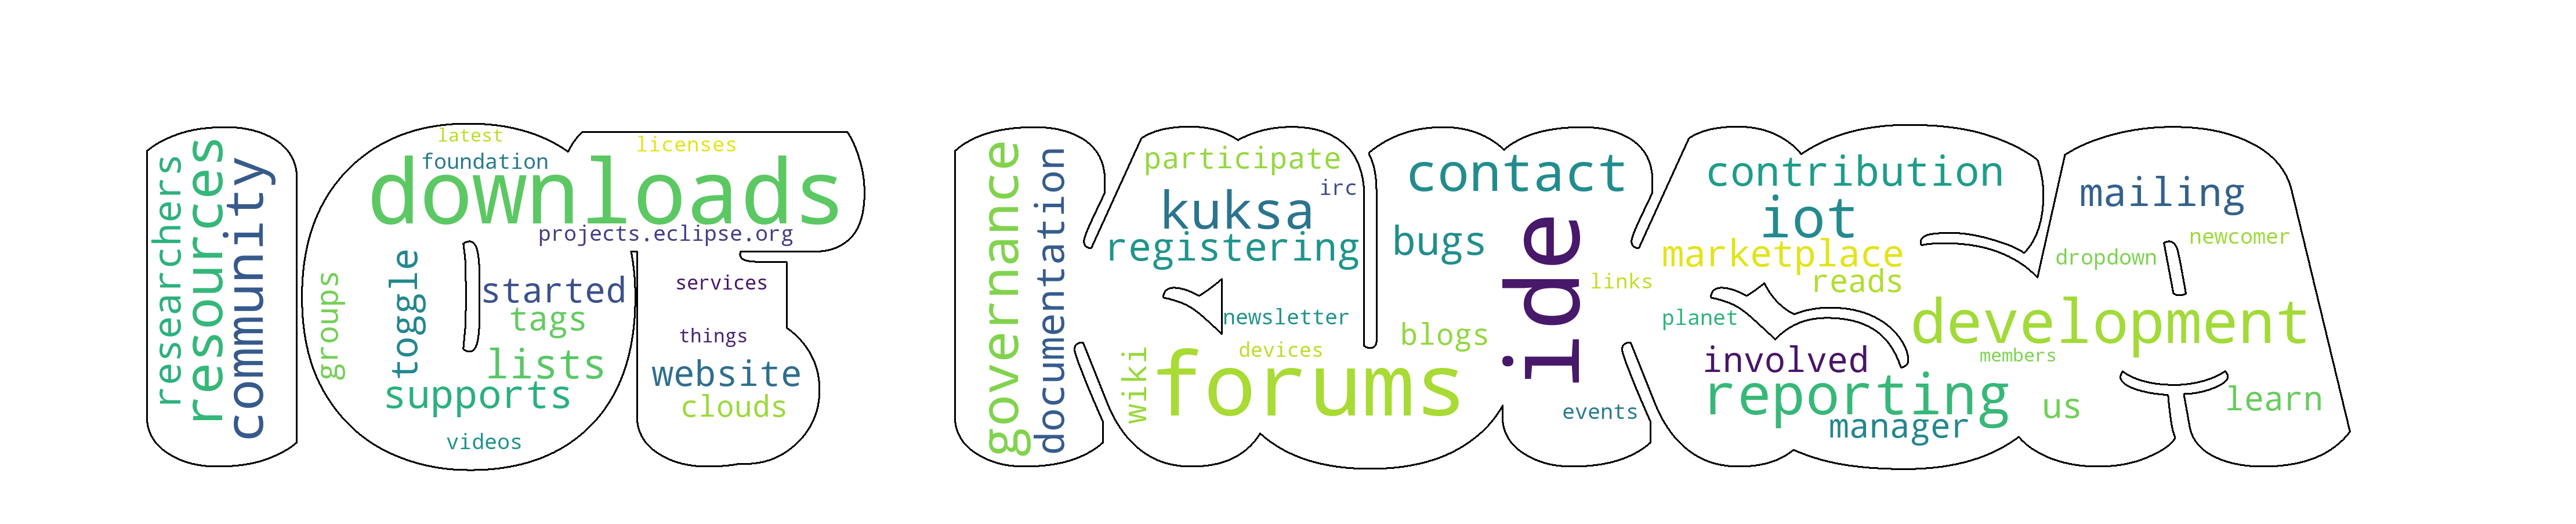 researchers
resources
community
latest
licenses
foundation
downloads
projects.eclipse.org
groups
toggle
started
tags
lists
supports
videos
services
things
website
clouds
governance
documentation
participate
irc
kuksa
registering
newsletter
devices
wiki
forums
contact
bugs
blogs
ide
links
events
contribution
iot
marketplace
reads
planet
involved
reporting
manager
mailing
newcomer
dropdown
development
members
us
learn